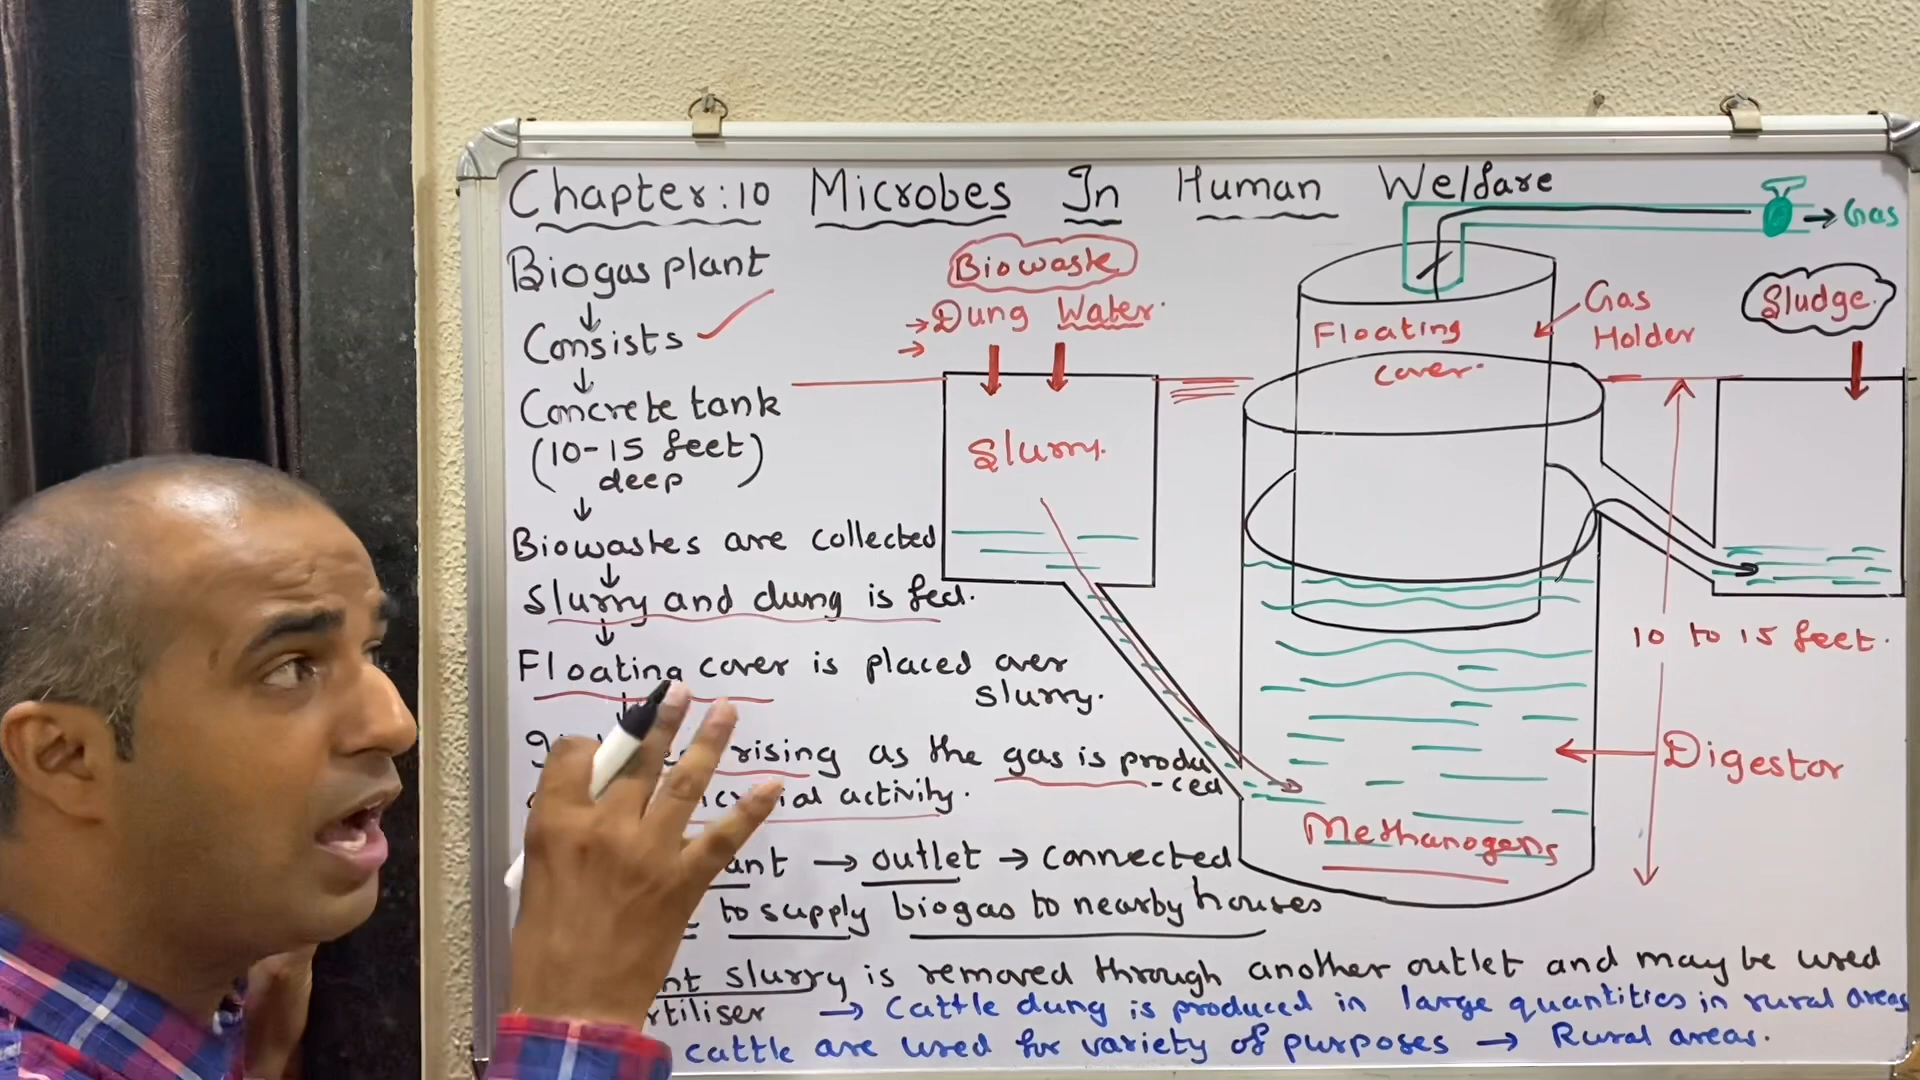 Chapter:10 Microbes In Human Welfare
Biogas plant
Consists
Concrete tank
(10-15 feet)
deep
Biowastes are collected
Slurry and dung is fed.
Floating cover is placed over
slurry.
rising as the gas is produ
-ced
activity.
→ outlet → connected
to supply biogas to nearby houses
slurry is removed through another outlet and may be used
→ Cattle dung is produced in large quantities in rural areas
cattle are used for variety of purposes → Rural areas.
Biowaste
→ Dung Water.
→
Slurry.
Floating
cover.
Gas
Holder
→ Gas
Sludge.
10 to 15 feet.
Digestor
Methanogens